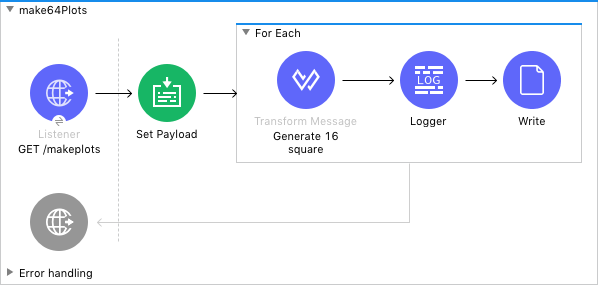 make64Plots
For Each
LOG
Listener
GET /makeplots
Set Payload
Transform Message
Generate 16
square
Logger
Write
Error handling